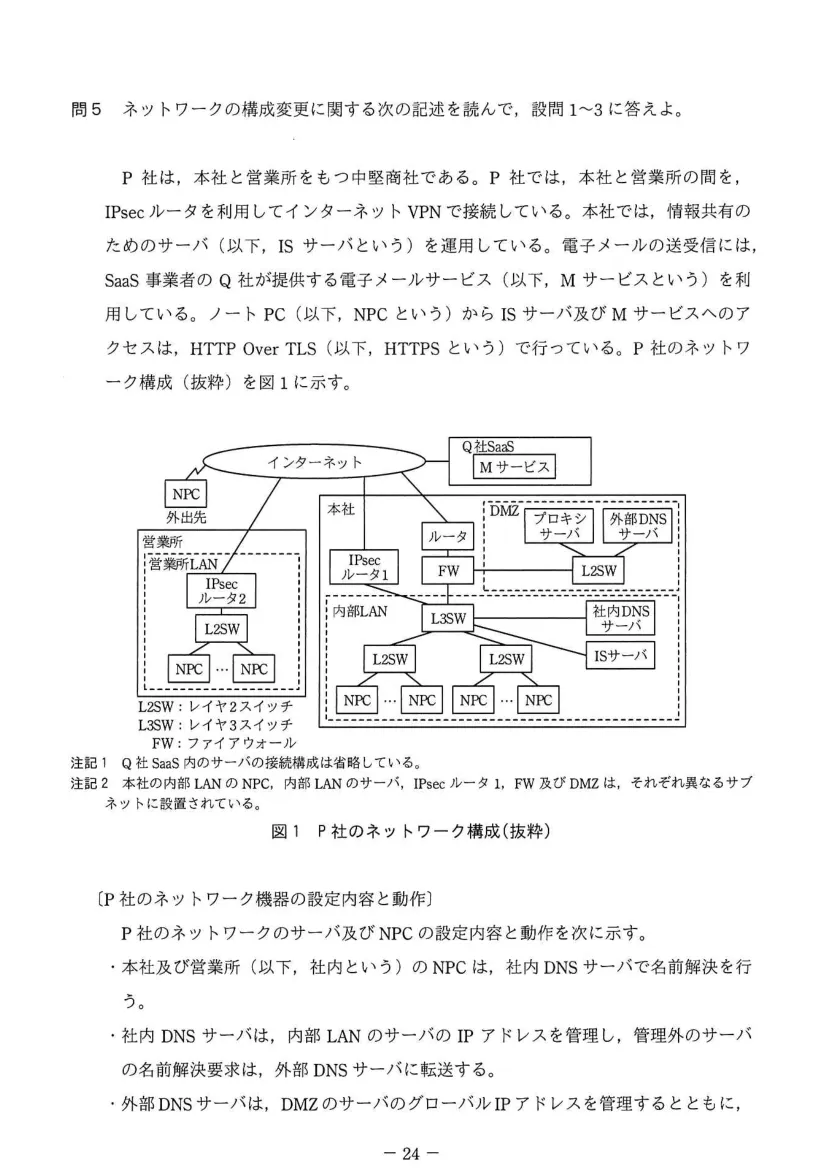 問5 ネットワークの構成変更に関する次の記述を読んで，設問 1～3 に答えよ。
P 社は，本社と営業所をもつ中堅商社である。P 社では，本社と営業所の間を，
IPsec ルータを利用してインターネット VPN で接続している。本社では，情報共有の
ためのサーバ（以下，IS サーバという）を運用している。電子メールの送受信には，
SaaS 事業者の Q 社が提供する電子メールサービス（以下，M サービスという）を利
用している。ノート PC（以下，NPC という）から IS サーバ及び M サービスへのア
クセスは，HTTP Over TLS（以下，HTTPS という）で行っている。P 社のネットワ
ーク構成（抜粋）を図 1 に示す。
Q社SaaS
Mサービス
インターネット
NPC
外出先
本社
ルータ
DMZ
プロキシ
サーバ
外部DNS
サーバ
L2SW
営業所
営業所LAN
IPsec
ルータ2
L2SW
NPC … NPC
IPsec
ルータ1
FW
内部LAN
L3SW
社内DNS
サーバ
ISサーバ
L2SW
L2SW
NPC … NPC
NPC … NPC
L2SW：レイヤ2スイッチ
L3SW：レイヤ3スイッチ
FW：ファイアウォール
注記 1 Q 社 SaaS 内のサーバの接続構成は省略している。
注記 2 本社の内部 LAN の NPC，内部 LAN のサーバ，IPsec ルータ 1，FW 及び DMZ は，それぞれ異なるサブ
ネットに設置されている。
図 1 P 社のネットワーク構成（抜粋）
〔P 社のネットワーク機器の設定内容と動作〕
P 社のネットワークのサーバ及び NPC の設定内容と動作を次に示す。
・本社及び営業所（以下，社内という）の NPC は，社内 DNS サーバで名前解決を行
う。
・社内 DNS サーバは，内部 LAN のサーバの IP アドレスを管理し，管理外のサーバ
の名前解決要求は，外部 DNS サーバに転送する。
・外部 DNS サーバは，DMZ のサーバのグローバル IP アドレスを管理するとともに，
－ 24 －